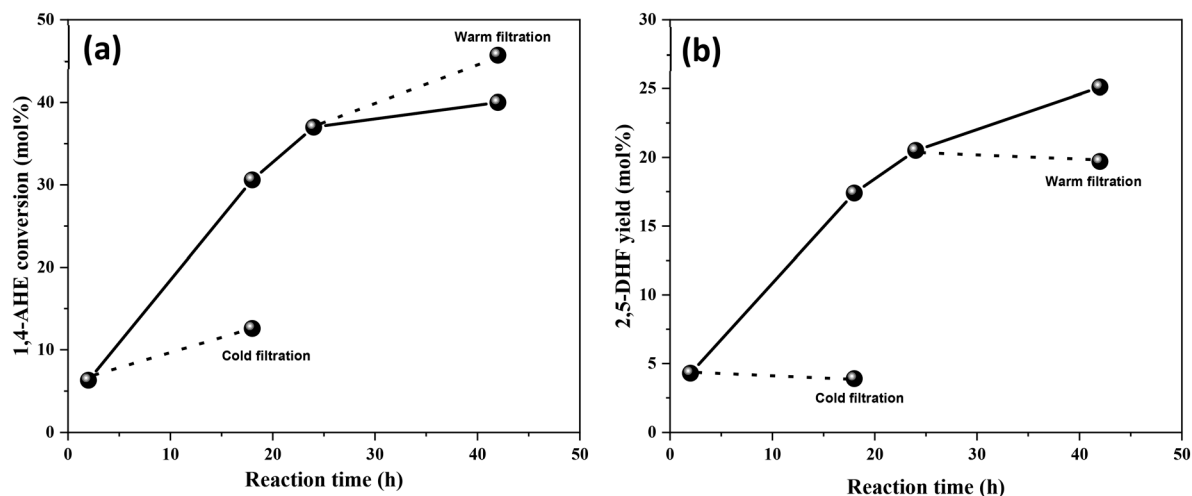 (a)
1,4-AHE conversion (mol%)
50
40
30
20
10
0
Warm filtration
Cold filtration
0 10 20 30 40 50
Reaction time (h)
(b)
2,5-DHF yield (mol%)
30
25
20
15
10
5
0
Warm filtration
Cold filtration
0 10 20 30 40 50
Reaction time (h)